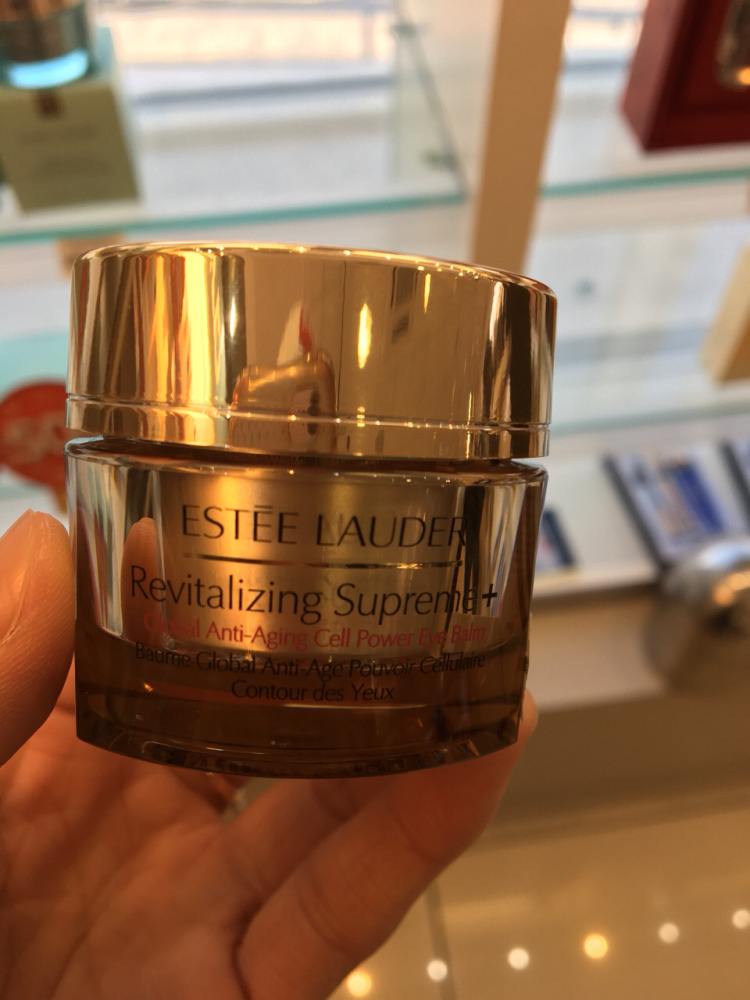 ESTĒE LAUDER
Revitalizing Supreme+
Global Anti-Aging Cell Power Eye Balm
Baume Global Anti-Age Pouvoir Cellulaire
Contour des Yeux